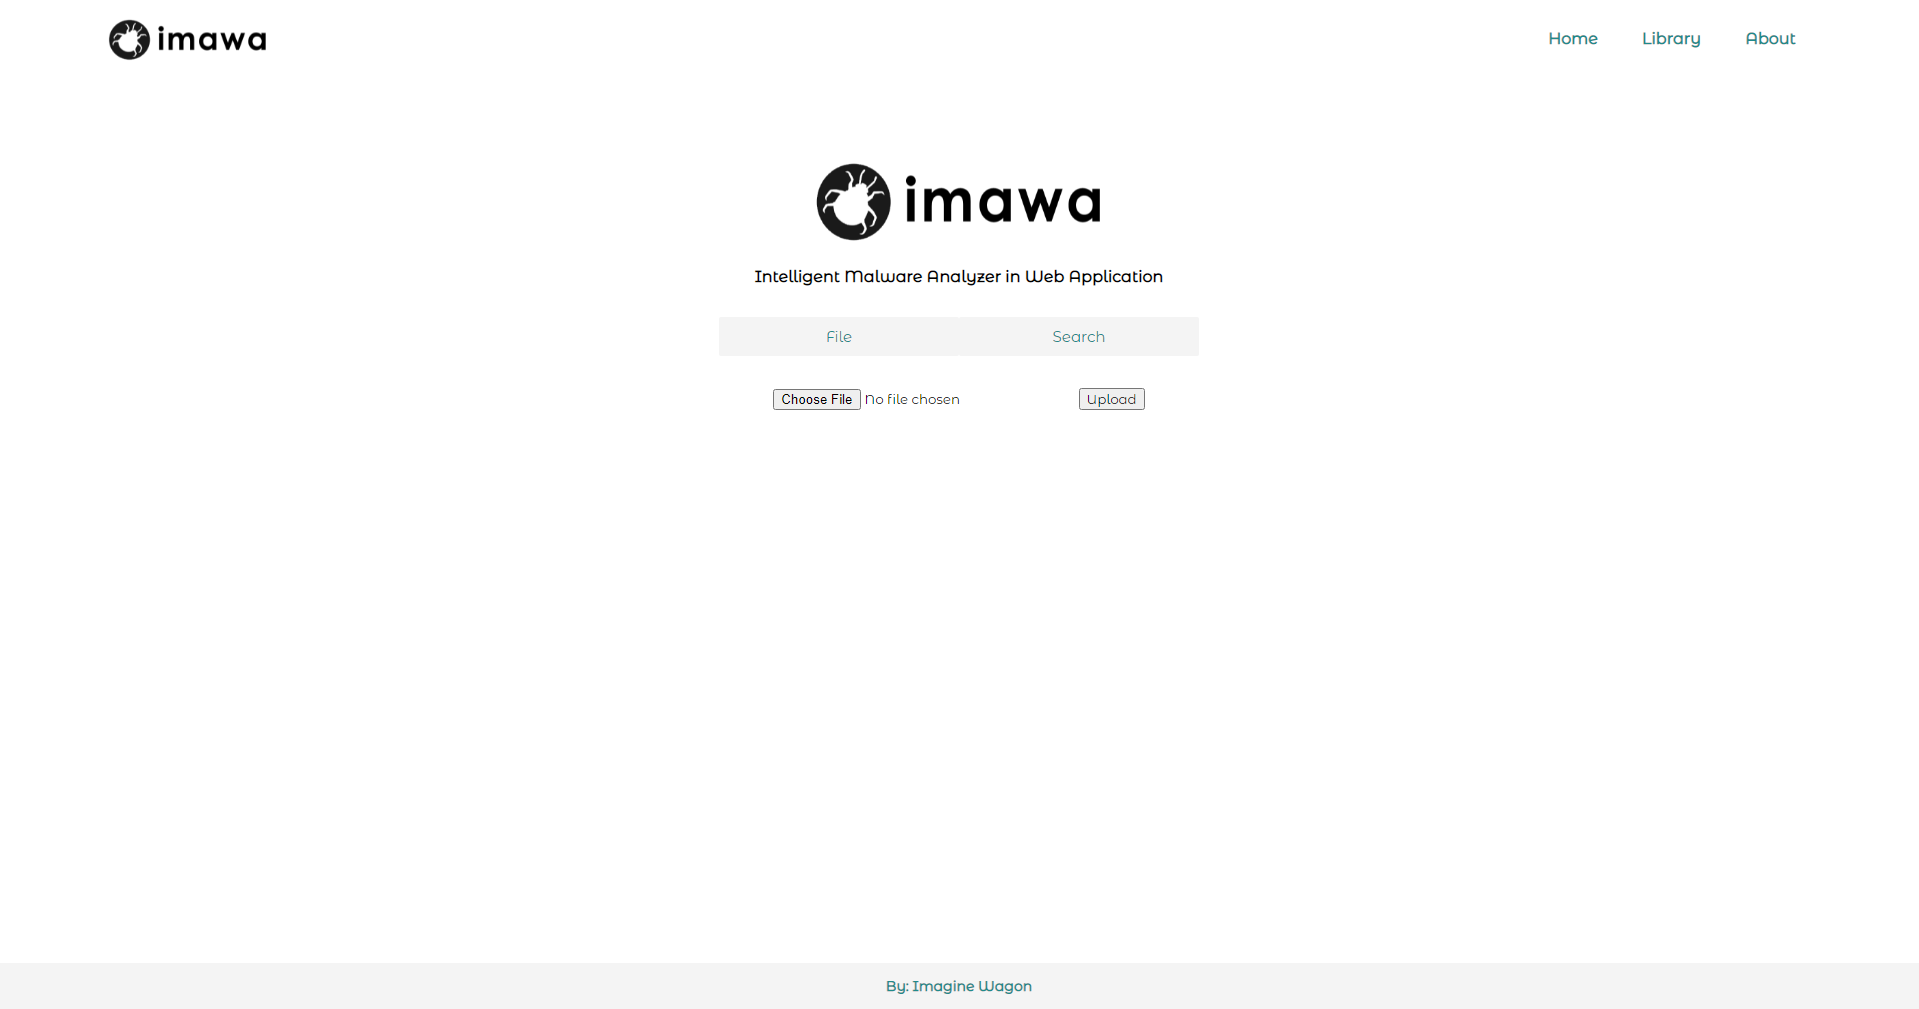 imawa
Home Library About
imawa
Intelligent Malware Analyzer in Web Application
File Search
Choose File No file chosen Upload
By: Imagine Wagon